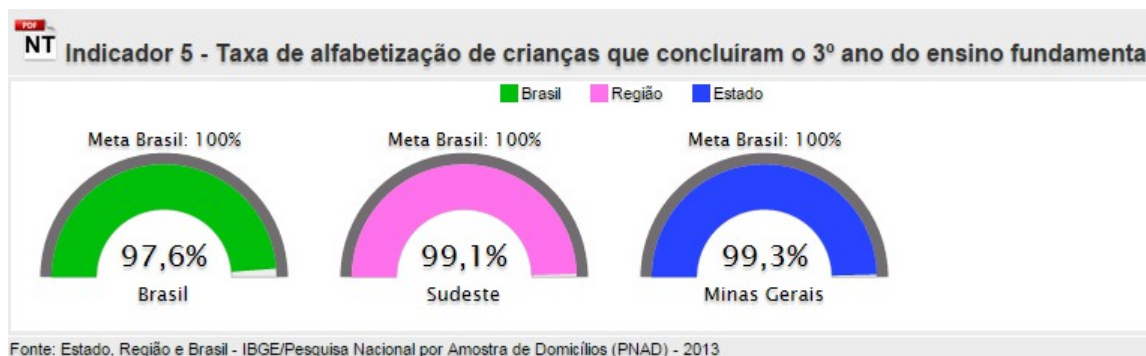 PDF
NT
Indicador 5 - Taxa de alfabetização de crianças que concluíram o 3º ano do ensino fundamenta
Brasil Região Estado
Meta Brasil: 100% Meta Brasil: 100% Meta Brasil: 100%
97,6% 99,1% 99,3%
Brasil Sudeste Minas Gerais
Fonte: Estado, Região e Brasil - IBGE/Pesquisa Nacional por Amostra de Domicílios (PNAD) - 2013